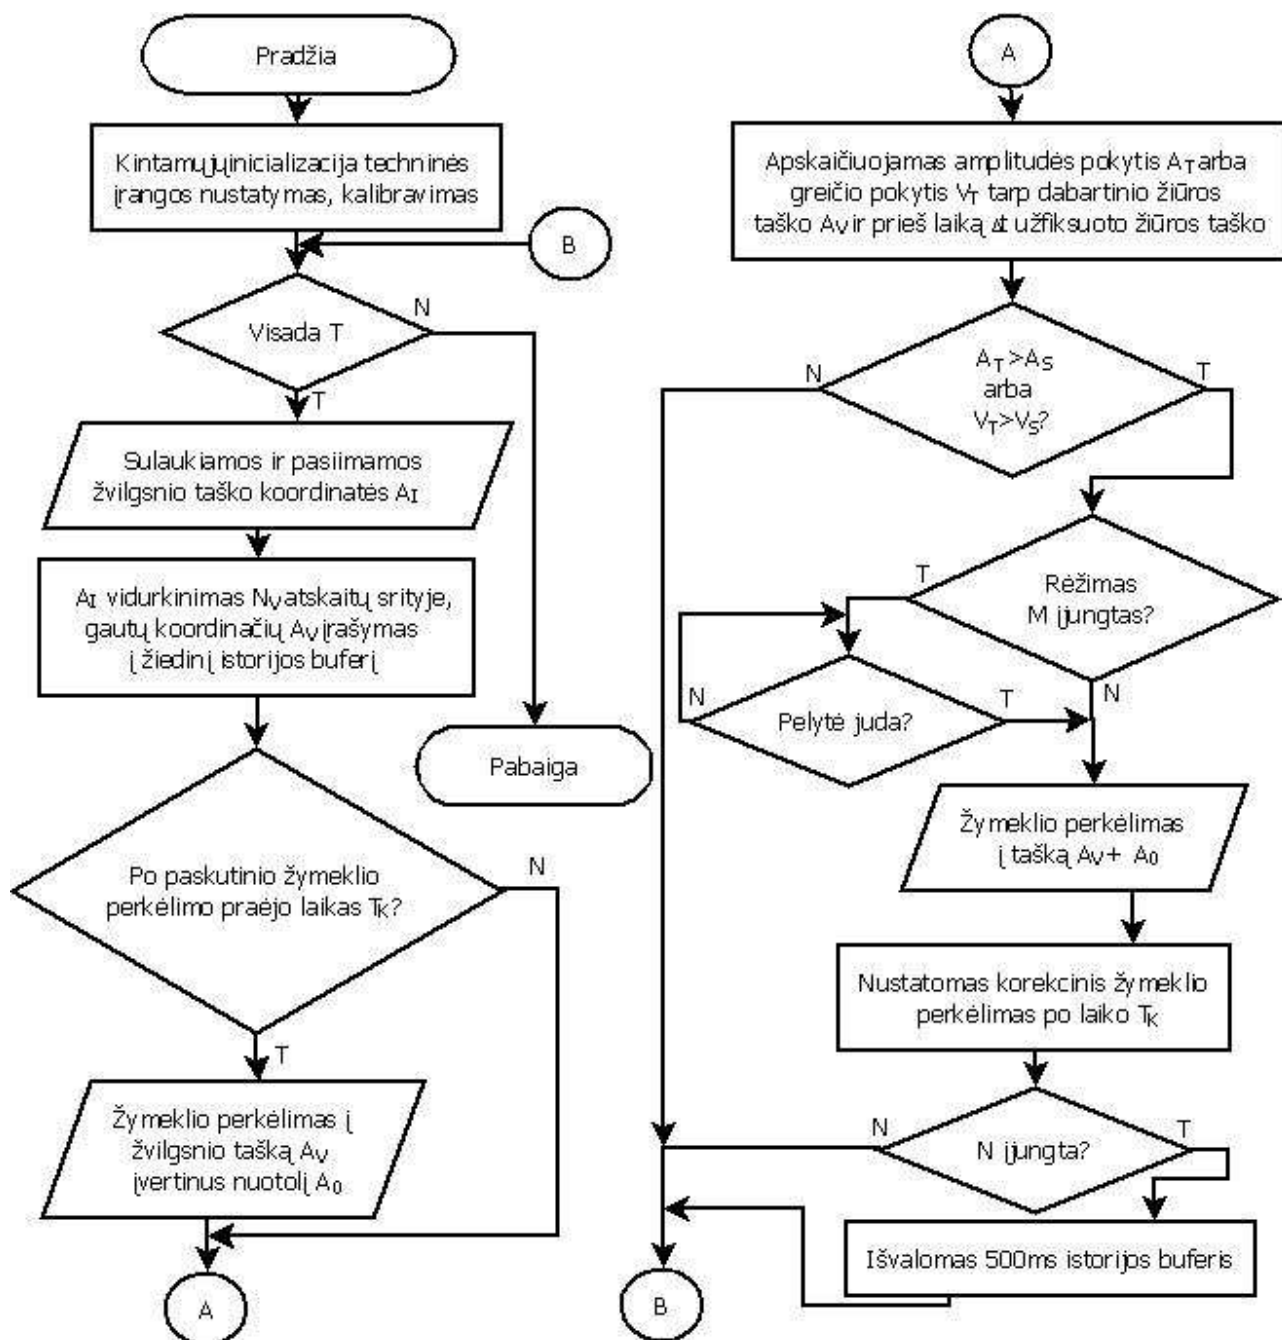 Pradžia
Kintamųjųinicializacija techninės
įrangos nustatymas, kalibravimas
B
Visada T
N
T
Sulaukiamos ir pasiimamos
žvilgsnio taško koordinatės AI
AI vidurkinimas NV atskaitų srityje,
gautų koordinačių AV įrašymas
į žiedinį istorijos buferį
Pabaiga
Po paskutinio žymeklio
perkėlimo praėjo laikas TK?
N
T
Žymeklio perkėlimas į
žvilgsnio tašką AV
įvertinus nuotolį A0
A
A
Apskaičiuojamas amplitudės pokytis AT arba
greičio pokytis VT tarp dabartinio žiūros
taško AV ir prieš laiką Δt užfiksuoto žiūros taško
N
AT>AS
arba
VT>VS?
T
T
Rėžimas
M įjungtas?
N
N
Pelytė juda?
T
Žymeklio perkėlimas
į tašką AV+ A0
Nustatomas korekcinis žymeklio
perkėlimas po laiko TK
N
N įjungta?
T
Išvalomas 500ms istorijos buferis
B